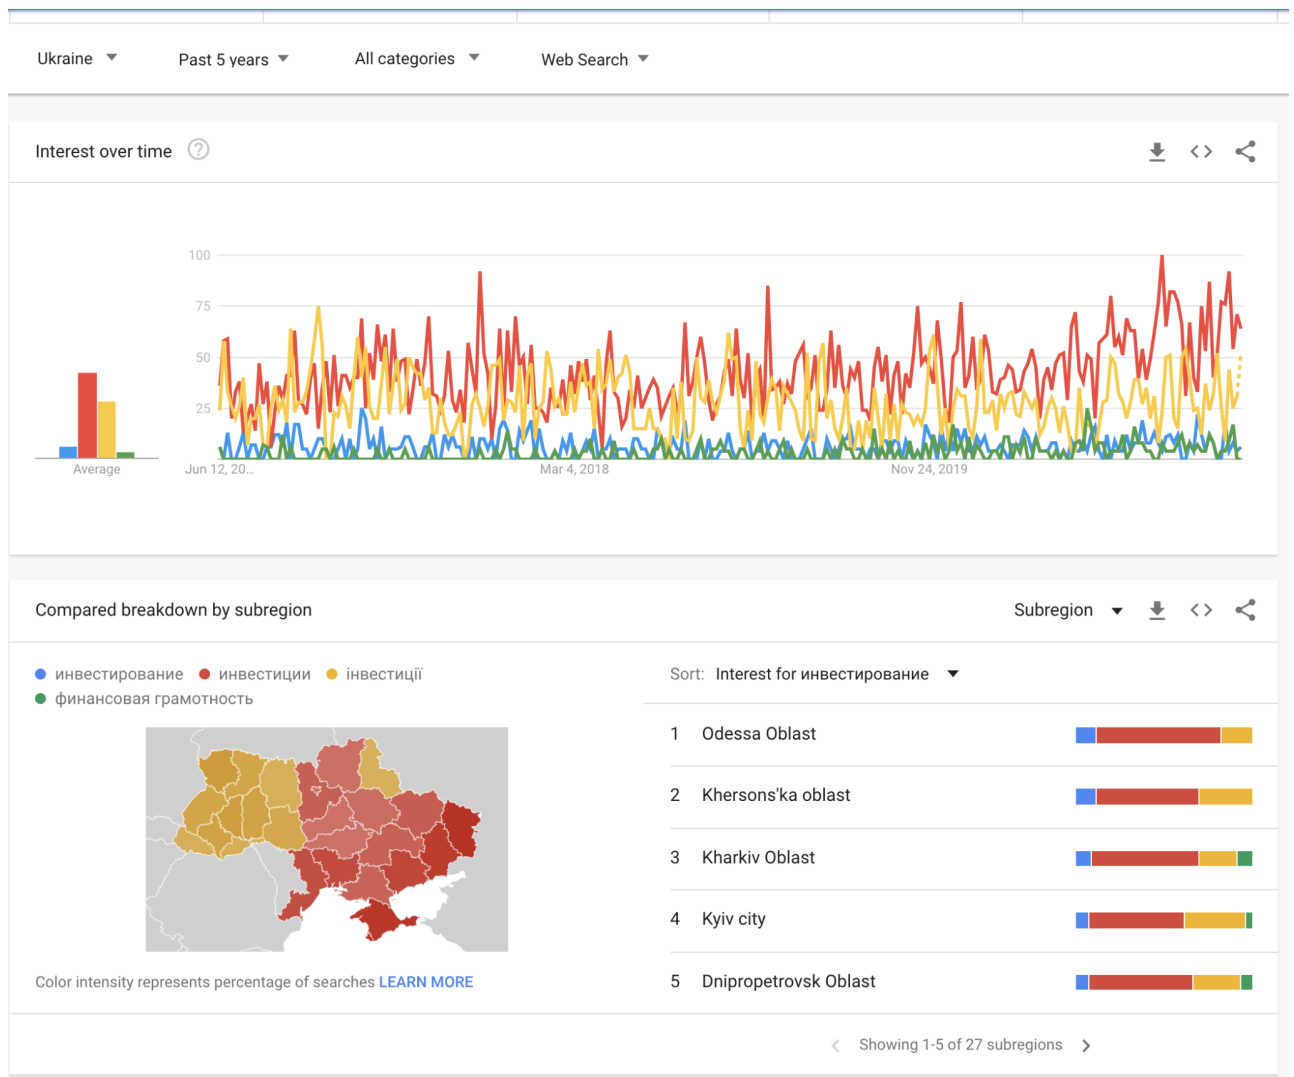 Ukraine Past 5 years All categories Web Search
Interest over time
100
75
50
25
Average Jun 12, 20... Mar 4, 2018 Nov 24, 2019
Compared breakdown by subregion Subregion
инвестирование инвестиции інвестиції
финансовая грамотность
Sort: Interest for инвестирование
1 Odessa Oblast
2 Khersons'ka oblast
3 Kharkiv Oblast
4 Kyiv city
5 Dnipropetrovsk Oblast
Color intensity represents percentage of searches LEARN MORE
Showing 1-5 of 27 subregions